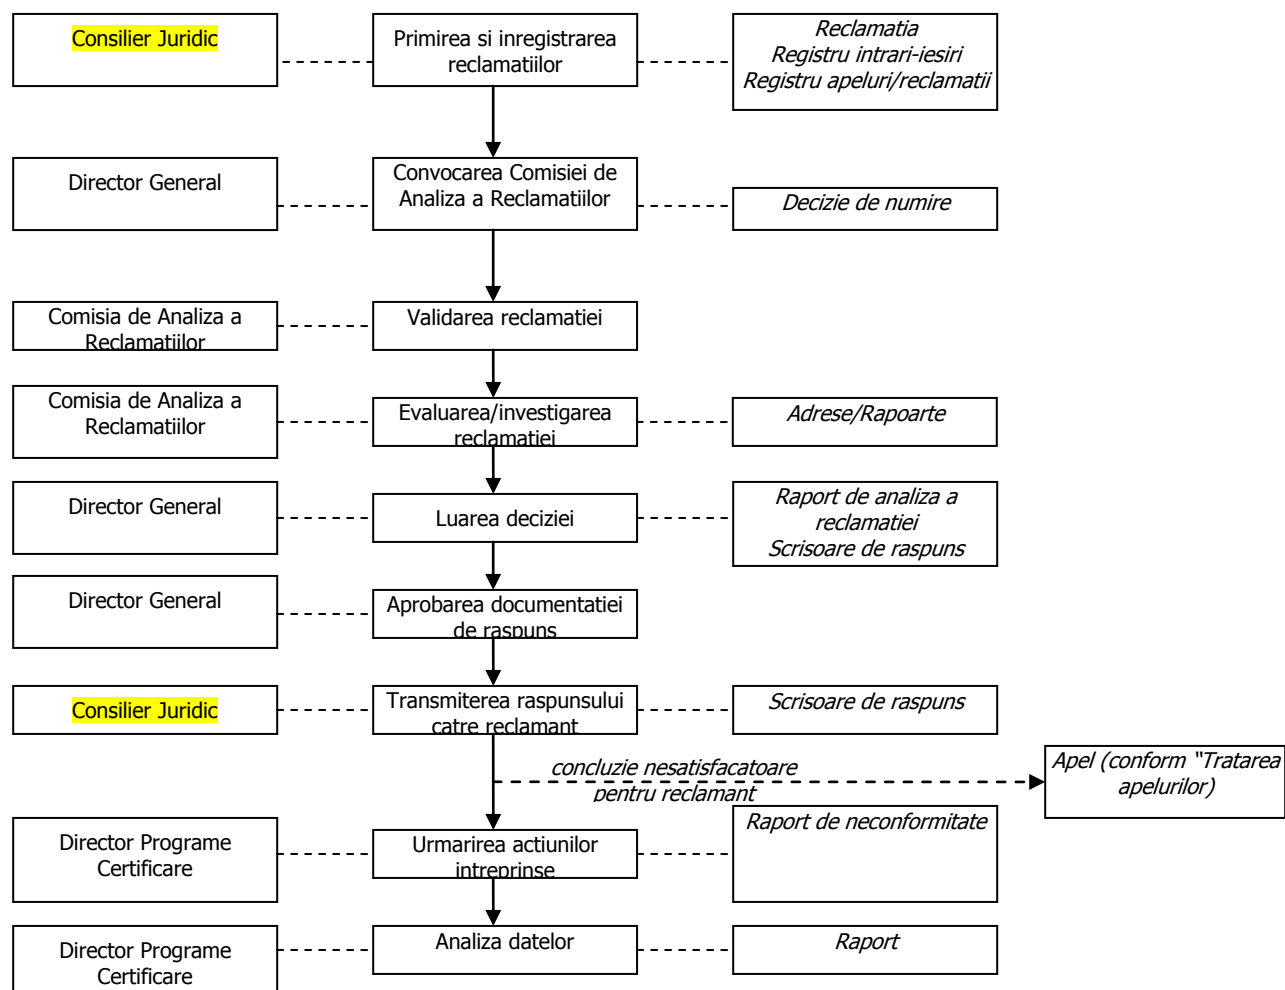 Consilier Juridic
Primirea si inregistrarea
reclamatiilor
Reclamatia
Registru intrari-iesiri
Registru apeluri/reclamatii
Director General
Convocarea Comisiei de
Analiza a Reclamatiilor
Decizie de numire
Comisia de Analiza a
Reclamatiilor
Validarea reclamatiei
Comisia de Analiza a
Reclamatiilor
Evaluarea/investigarea
reclamatiei
Adrese/Rapoarte
Director General
Luarea deciziei
Raport de analiza a
reclamatiei
Scrisoare de raspuns
Director General
Aprobarea documentatiei
de raspuns
Consilier Juridic
Transmiterea raspunsului
catre reclamant
Scrisoare de raspuns
concluzie nesatisfacatoare
pentru reclamant
Apel (conform "Tratarea
apelurilor)
Director Programe
Certificare
Urmarirea actiunilor
intreprinse
Raport de neconformitate
Director Programe
Certificare
Analiza datelor
Raport